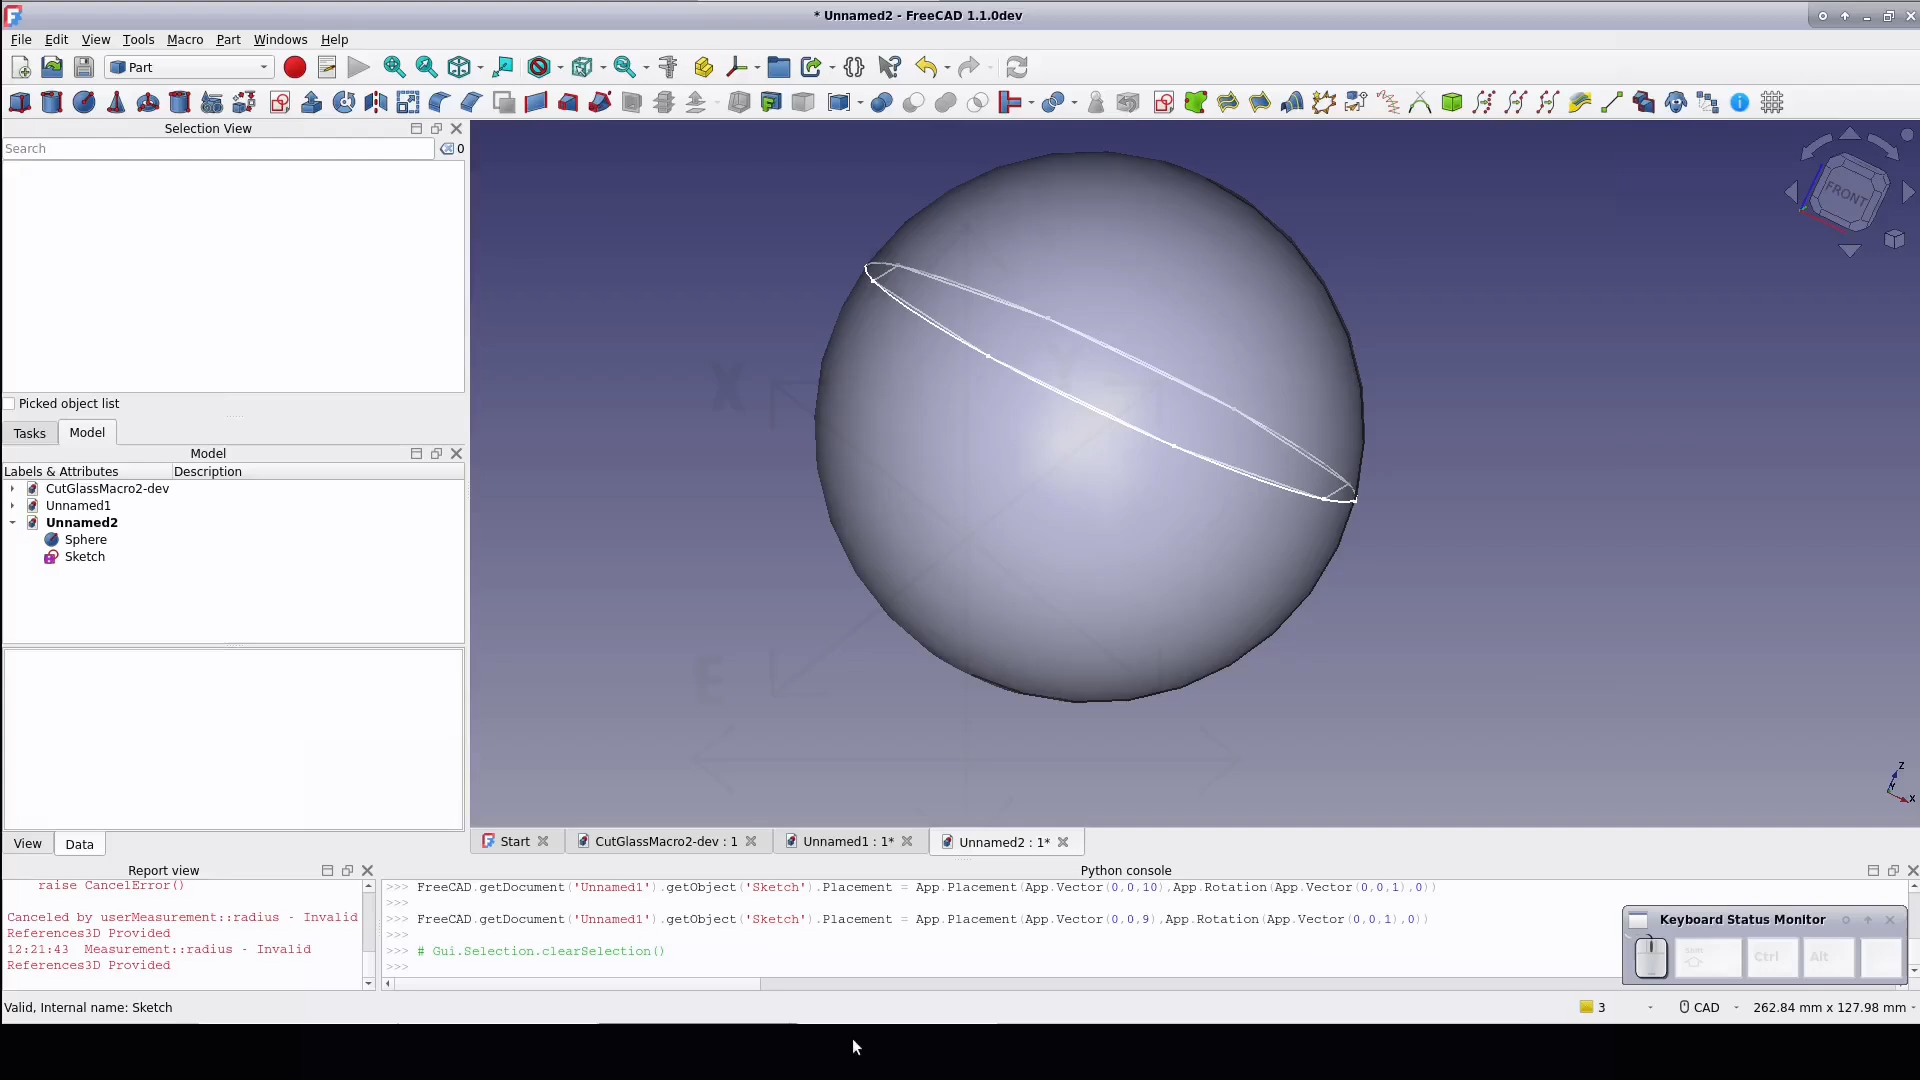 * Unnamed2 - FreeCAD 1.1.0dev
File Edit View Tools Macro Part Windows Help
Part
Selection View
Search
0
Picked object list
Tasks Model
Model
Labels & Attributes Description
CutGlassMacro2-dev
Unnamed1
Unnamed2
Sphere
Sketch
View Data
FRONT
X
Y
E
Z
Y
X
Start CutGlassMacro2-dev : 1 Unnamed1 : 1* Unnamed2 : 1*
Report view
raise CancelError()
Canceled by userMeasurement::radius - Invalid
References3D Provided
12:21:43 Measurement::radius - Invalid
References3D Provided
Python console
>>> FreeCAD.getDocument('Unnamed1').getObject('Sketch').Placement = App.Placement(App.Vector(0,0,10),App.Rotation(App.Vector(0,0,1),0))
>>>
>>> FreeCAD.getDocument('Unnamed1').getObject('Sketch').Placement = App.Placement(App.Vector(0,0,9),App.Rotation(App.Vector(0,0,1),0))
>>>
>>> # Gui.Selection.clearSelection()
>>>
Keyboard Status Monitor
Shift Ctrl Alt
Valid, Internal name: Sketch
3 CAD 262.84 mm x 127.98 mm